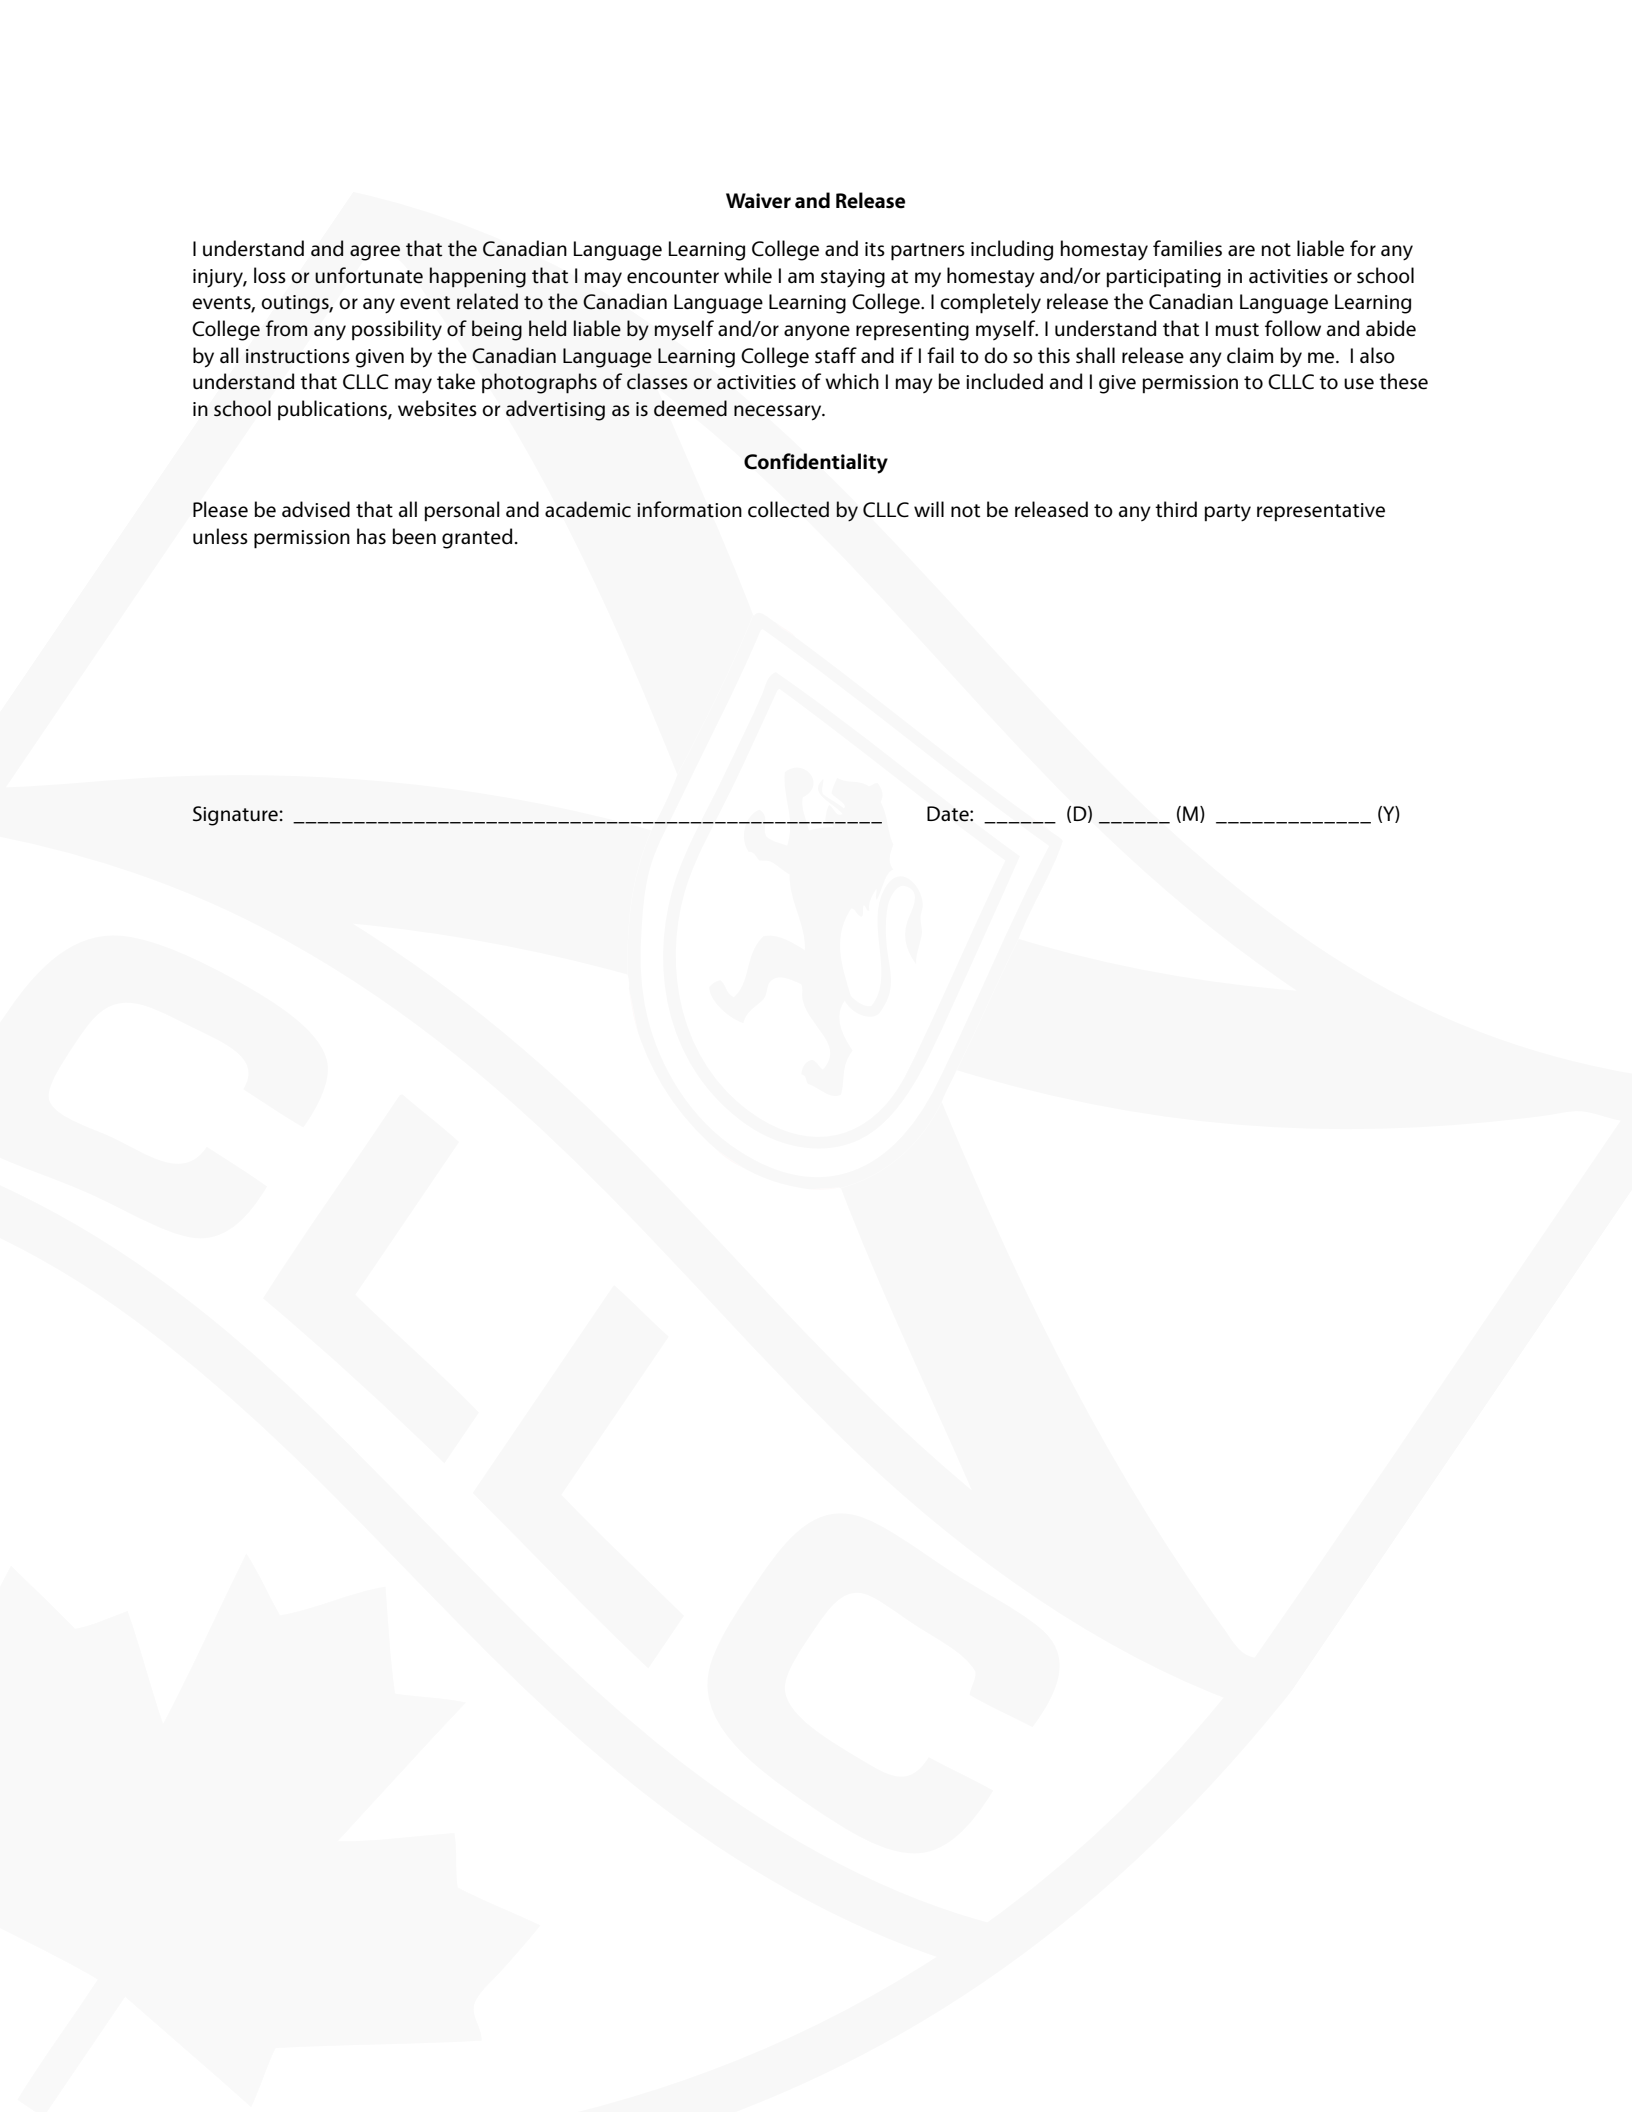 Waiver and Release
I understand and agree that the Canadian Language Learning College and its partners including homestay families are not liable for any
injury, loss or unfortunate happening that I may encounter while I am staying at my homestay and/or participating in activities or school
events, outings, or any event related to the Canadian Language Learning College. I completely release the Canadian Language Learning
College from any possibility of being held liable by myself and/or anyone representing myself. I understand that I must follow and abide
by all instructions given by the Canadian Language Learning College staff and if I fail to do so this shall release any claim by me.  I also
understand that CLLC may take photographs of classes or activities of which I may be included and I give permission to CLLC to use these
in school publications, websites or advertising as is deemed necessary.
Confidentiality
Please be advised that all personal and academic information collected by CLLC will not be released to any third party representative
unless permission has been granted.
Signature: _________________________________________________ Date: ______ (D) ______ (M) _____________ (Y)
CLLC